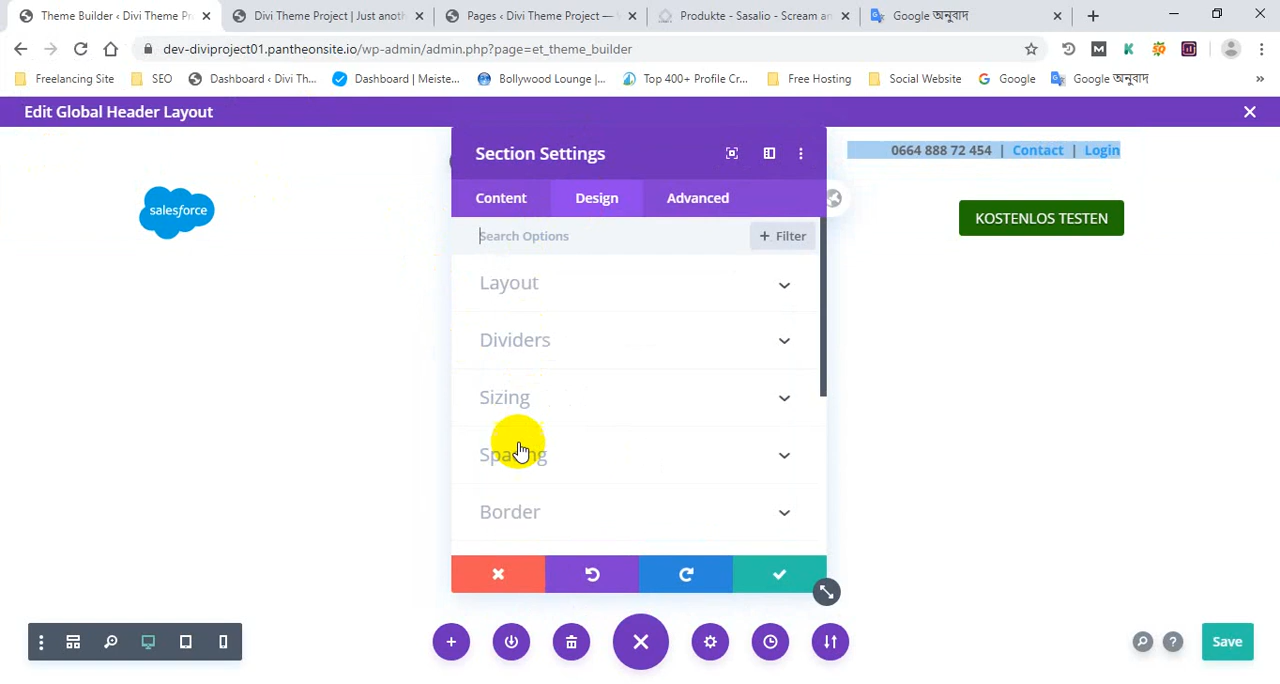 Theme Builder ‹ Divi Theme Pr
Divi Theme Project | Just anoth
Pages ‹ Divi Theme Project — V
Produkte - Sasalio - Scream an
Google অনুবাদ
dev-diviproject01.pantheonsite.io/wp-admin/admin.php?page=et_theme_builder
Freelancing Site
SEO
Dashboard ‹ Divi Th...
Dashboard | Meiste...
Bollywood Lounge |...
Top 400+ Profile Cr...
Free Hosting
Social Website
Google
Google অনুবাদ
»
Edit Global Header Layout
0664 888 72 454 | Contact | Login
salesforce
KOSTENLOS TESTEN
Section Settings
Content
Design
Advanced
Search Options
+ Filter
Layout
Dividers
Sizing
Spacing
Border
Save